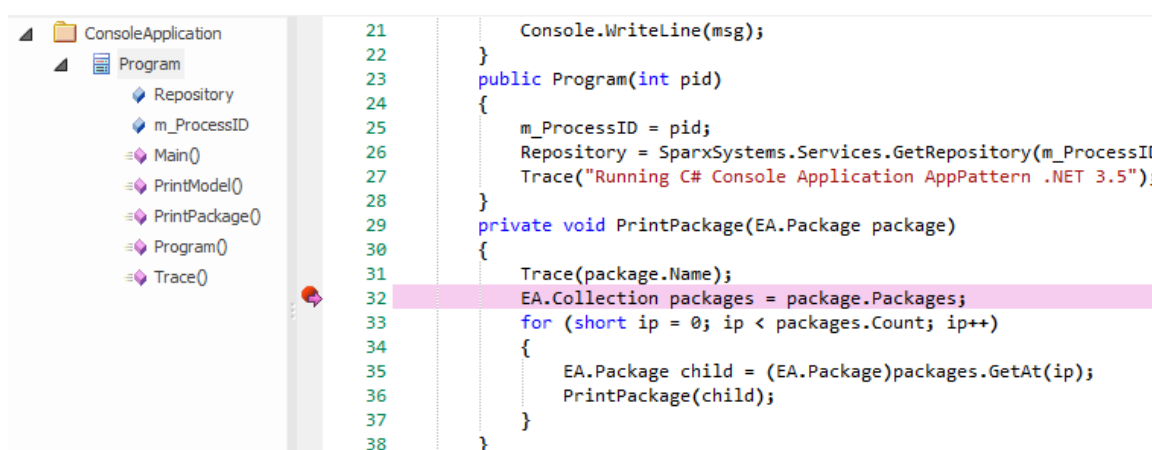 ConsoleApplication
Program
Repository
m_ProcessID
Main()
PrintModel()
PrintPackage()
Program()
Trace()
21 Console.WriteLine(msg);
22 }
23 public Program(int pid)
24 {
25 m_ProcessID = pid;
26 Repository = SparxSystems.Services.GetRepository(m_ProcessID
27 Trace("Running C# Console Application AppPattern .NET 3.5");
28 }
29 private void PrintPackage(EA.Package package)
30 {
31 Trace(package.Name);
32 EA.Collection packages = package.Packages;
33 for (short ip = 0; ip < packages.Count; ip++)
34 {
35 EA.Package child = (EA.Package)packages.GetAt(ip);
36 PrintPackage(child);
37 }
38 }